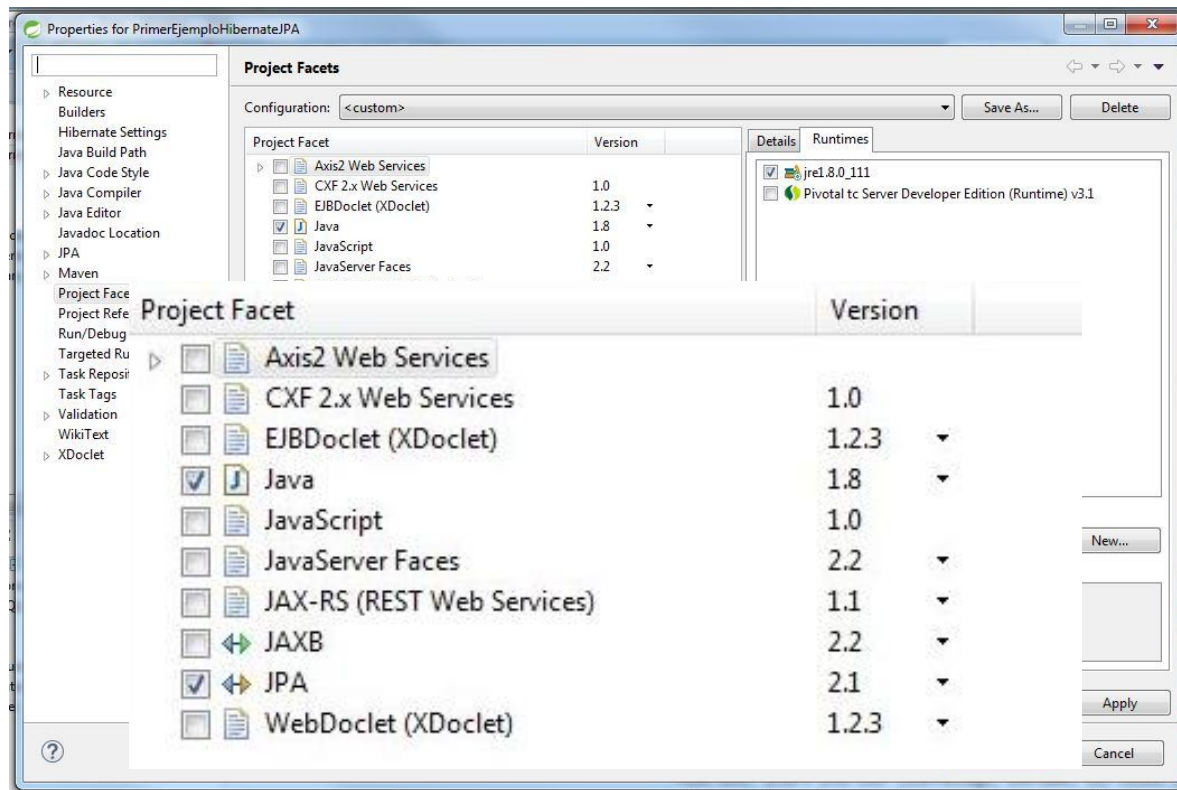 Properties for PrimerEjemploHibernateJPA
Resource
Builders
Hibernate Settings
Java Build Path
Java Code Style
Java Compiler
Java Editor
Javadoc Location
JPA
Maven
Project Face
Project Refe
Run/Debug
Targeted Ru
Task Reposit
Task Tags
Validation
WikiText
XDoclet
Project Facets
Configuration: <custom> Save As... Delete
Project Facet Version
Axis2 Web Services
CXF 2.x Web Services 1.0
EJBDoclet (XDoclet) 1.2.3
Java 1.8
JavaScript 1.0
JavaServer Faces 2.2
Details Runtimes
jre1.8.0_111
Pivotal tc Server Developer Edition (Runtime) v3.1
Project Facet Version
Axis2 Web Services
CXF 2.x Web Services 1.0
EJBDoclet (XDoclet) 1.2.3
Java 1.8
JavaScript 1.0
JavaServer Faces 2.2
JAX-RS (REST Web Services) 1.1
JAXB 2.2
JPA 2.1
WebDoclet (XDoclet) 1.2.3
New...
Apply
Cancel